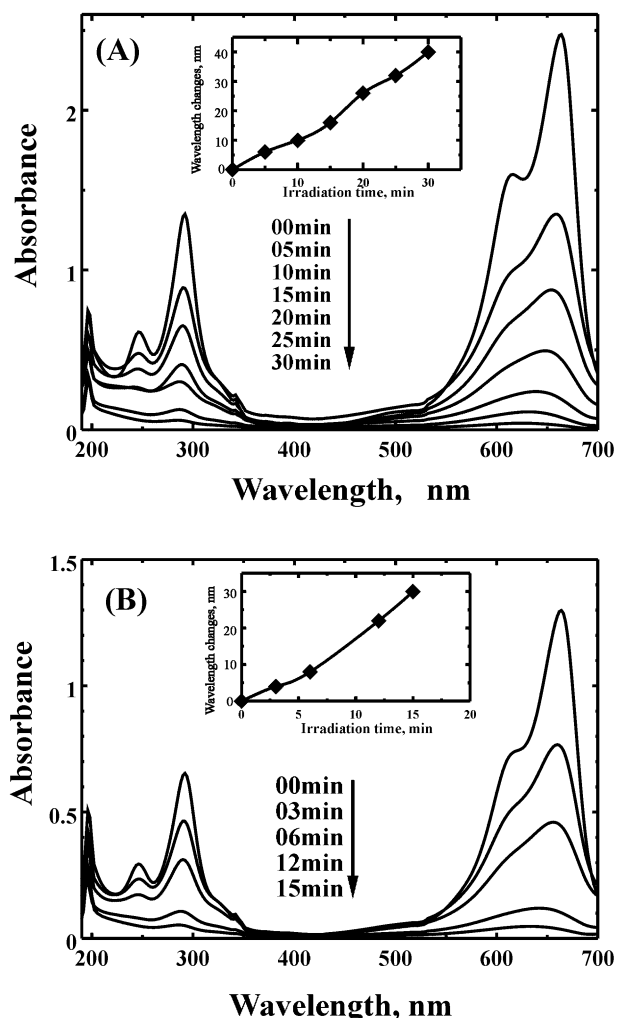 (A)
Absorbance
2
1
0
200
300
400
500
600
700
Wavelength, nm
Wavelength changes, nm
40
30
20
10
0
0
10
20
30
Irradiation time, min
00min
05min
10min
15min
20min
25min
30min
(B)
Absorbance
1.5
1
0.5
0
200
300
400
500
600
700
Wavelength, nm
Wavelength changes, nm
30
20
10
0
0
5
10
15
20
Irradiation time, min
00min
03min
06min
12min
15min